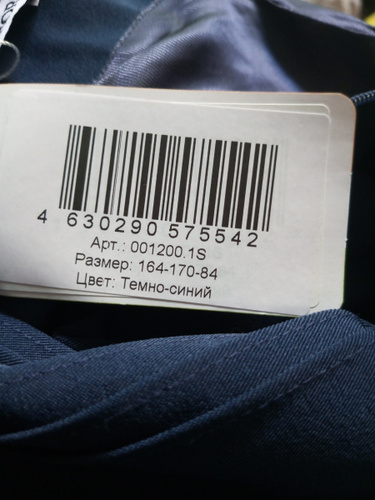 4 630290 575542
Арт.: 001200.1S
Размер: 164-170-84
Цвет: Темно-синий